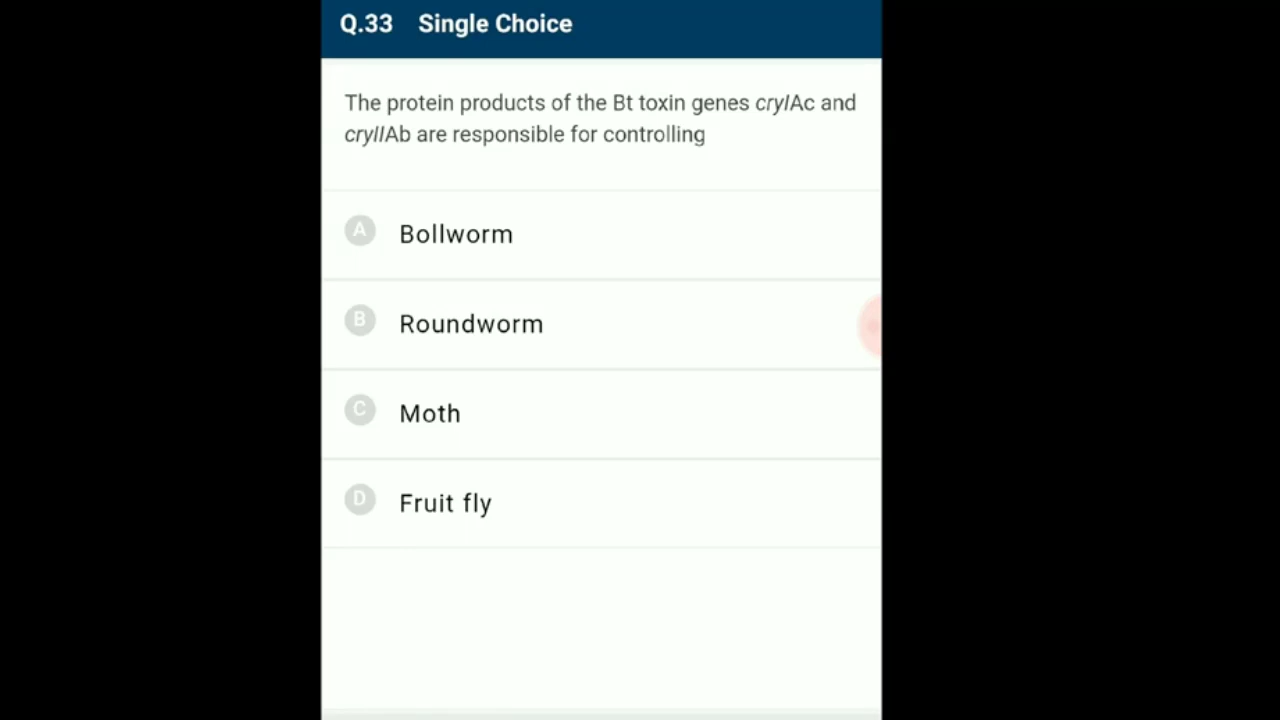 Q.33 Single Choice
The protein products of the Bt toxin genes cryIAc and
cryIIAb are responsible for controlling
A Bollworm
B Roundworm
C Moth
D Fruit fly